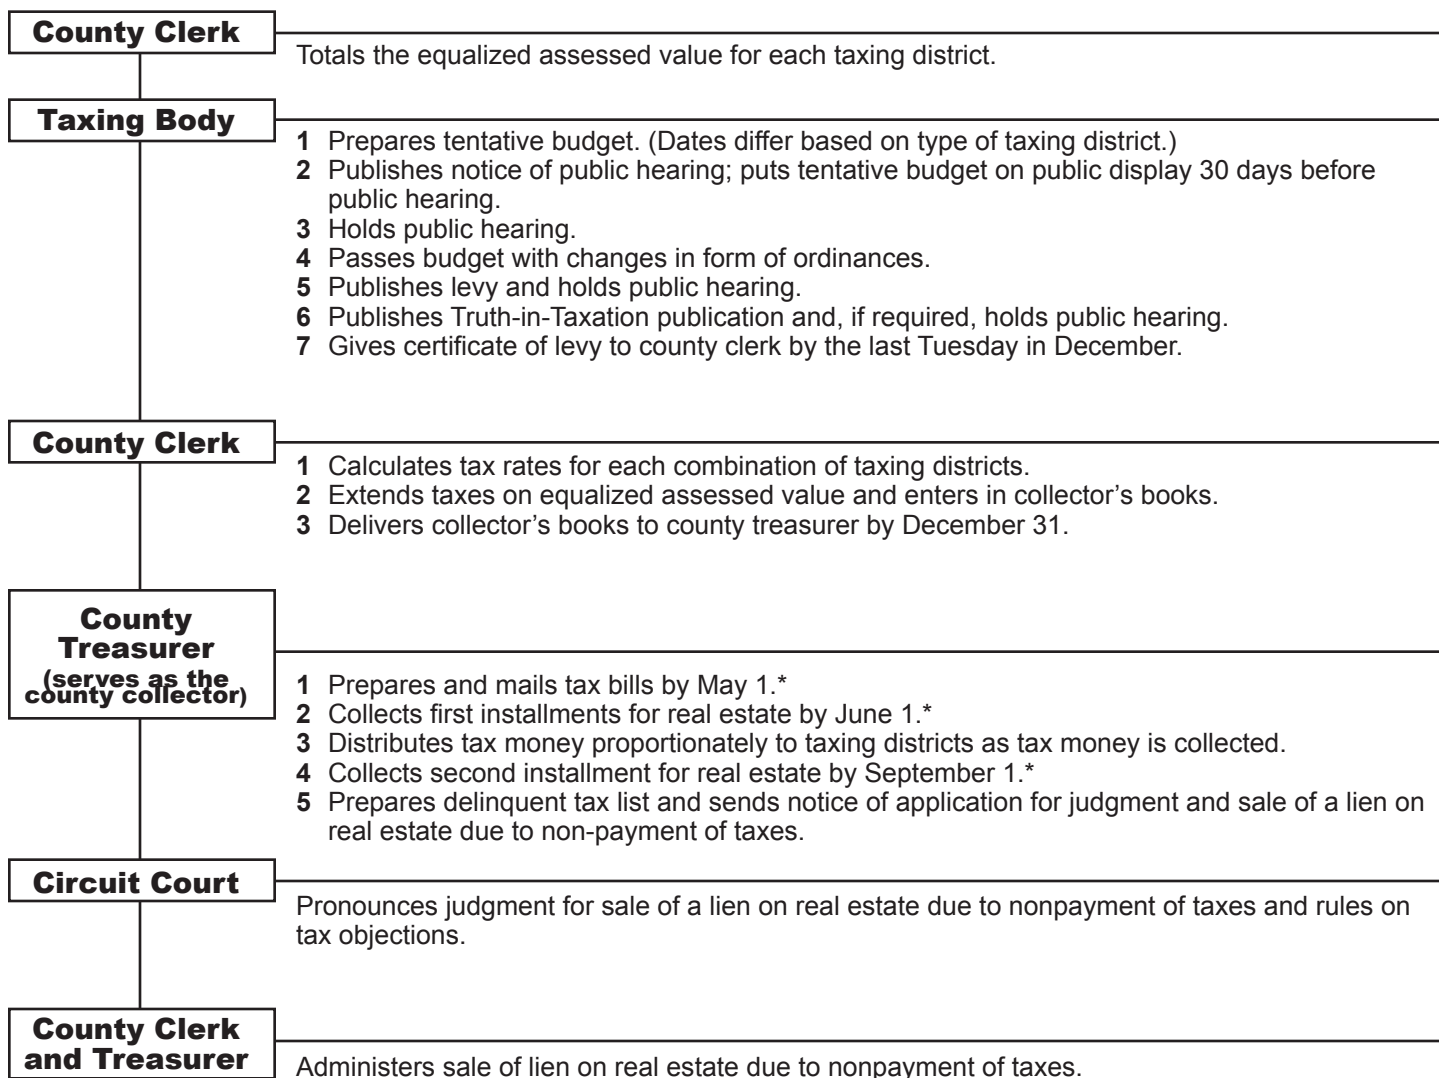 County Clerk
Totals the equalized assessed value for each taxing district.
Taxing Body
1 Prepares tentative budget. (Dates differ based on type of taxing district.)
2 Publishes notice of public hearing; puts tentative budget on public display 30 days before
public hearing.
3 Holds public hearing.
4 Passes budget with changes in form of ordinances.
5 Publishes levy and holds public hearing.
6 Publishes Truth-in-Taxation publication and, if required, holds public hearing.
7 Gives certificate of levy to county clerk by the last Tuesday in December.
County Clerk
1 Calculates tax rates for each combination of taxing districts.
2 Extends taxes on equalized assessed value and enters in collector’s books.
3 Delivers collector’s books to county treasurer by December 31.
County
Treasurer
(serves as the
county collector)
1 Prepares and mails tax bills by May 1.*
2 Collects first installments for real estate by June 1.*
3 Distributes tax money proportionately to taxing districts as tax money is collected.
4 Collects second installment for real estate by September 1.*
5 Prepares delinquent tax list and sends notice of application for judgment and sale of a lien on
real estate due to non-payment of taxes.
Circuit Court
Pronounces judgment for sale of a lien on real estate due to nonpayment of taxes and rules on
tax objections.
County Clerk
and Treasurer
Administers sale of lien on real estate due to nonpayment of taxes.